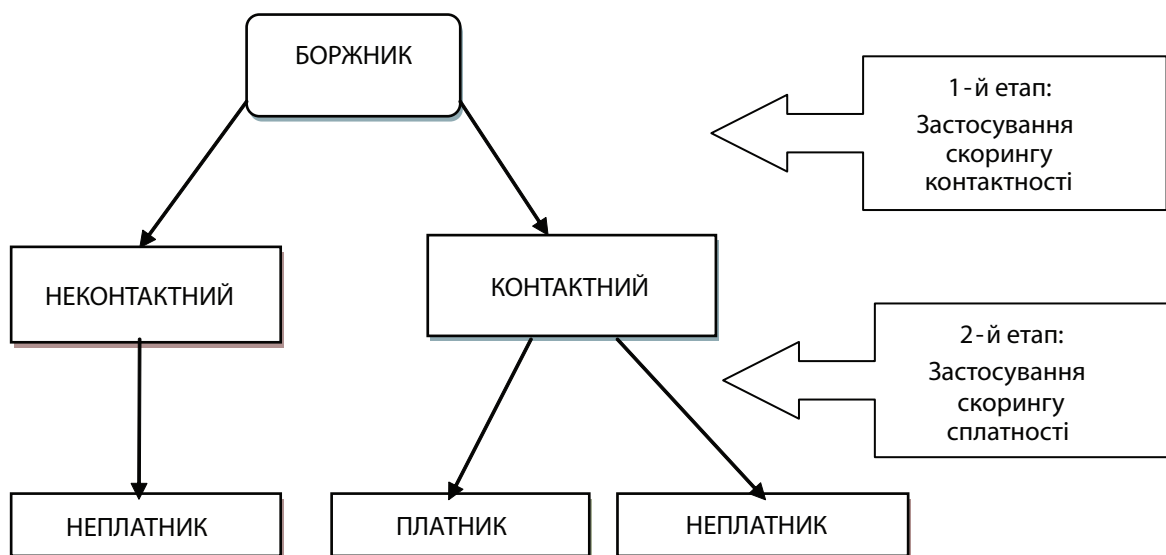 БОРЖНИК
1-й етап:
Застосування
скорингу
контактності
НЕКОНТАКТНИЙ
КОНТАКТНИЙ
2-й етап:
Застосування
скорингу
сплатності
НЕПЛАТНИК
ПЛАТНИК
НЕПЛАТНИК